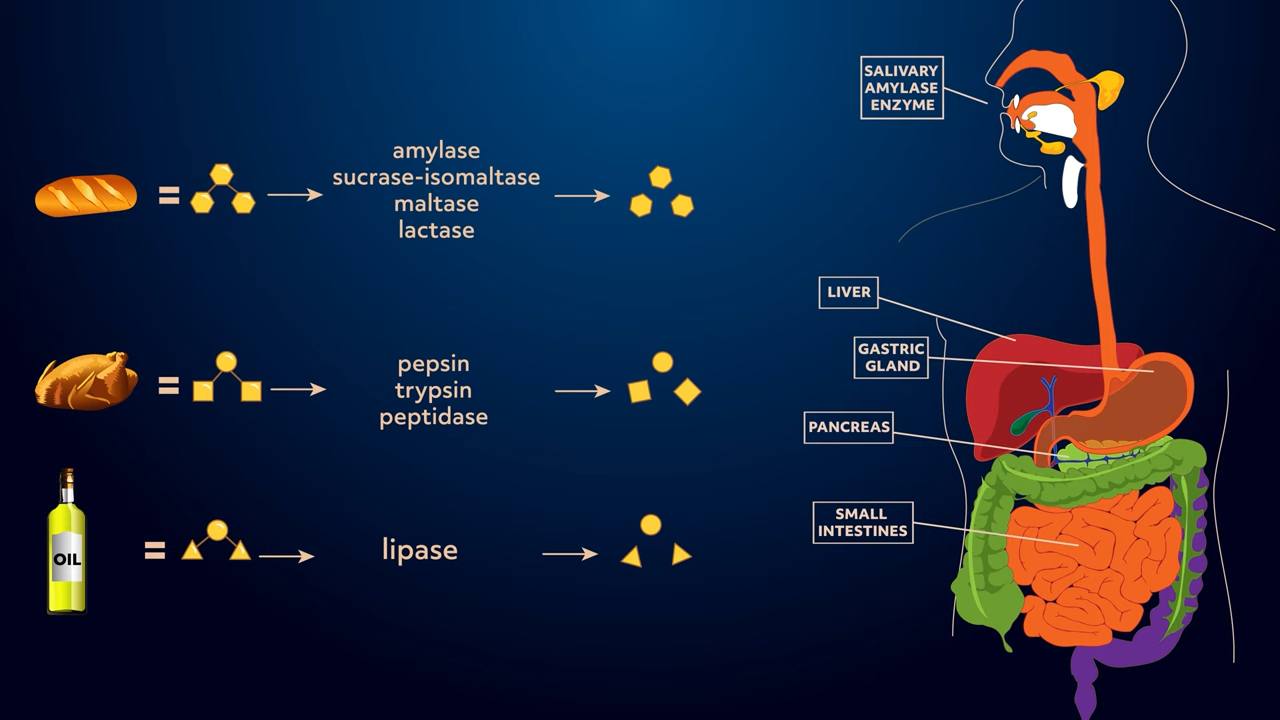 amylase
sucrase-isomaltase
maltase
lactase
pepsin
trypsin
peptidase
OIL
lipase
SALIVARY
AMYLASE
ENZYME
LIVER
GASTRIC
GLAND
PANCREAS
SMALL
INTESTINES